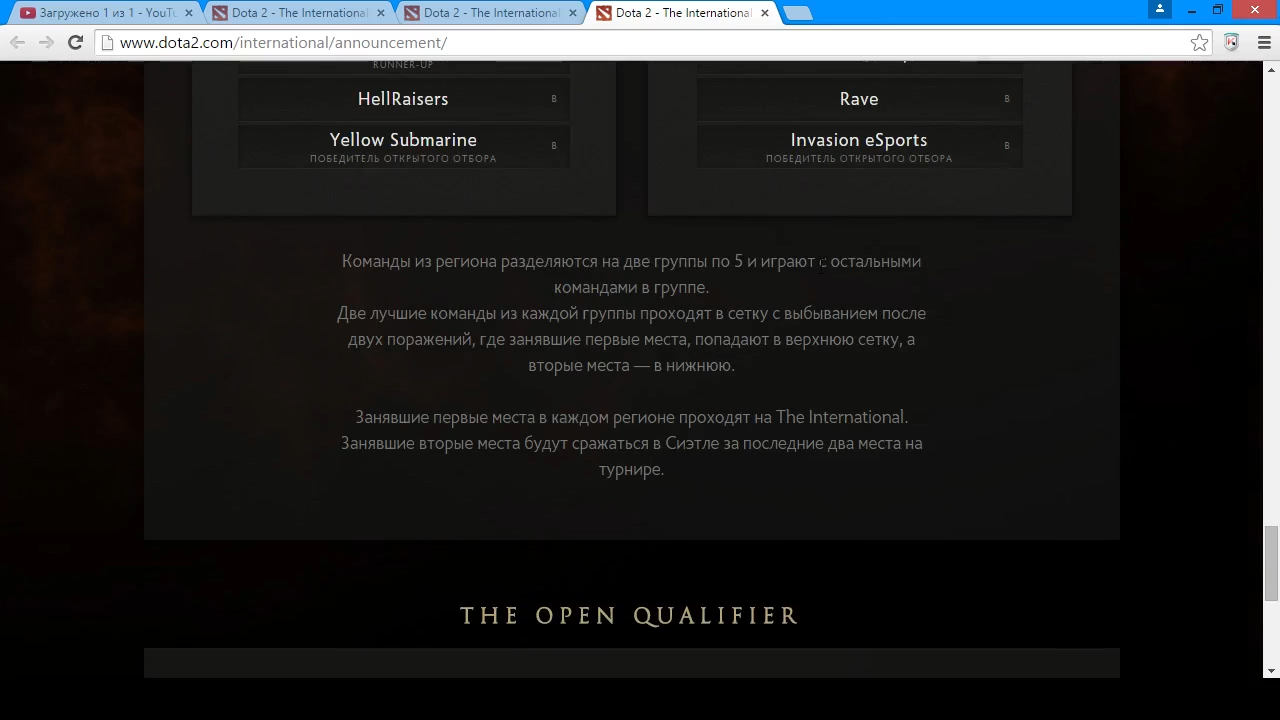 Загружено 1 из 1 - YouTu
Dota 2 - The International
Dota 2 - The International
Dota 2 - The International
www.dota2.com/international/announcement/
RUNNER-UP
HellRaisers B
Rave B
Yellow Submarine B
ПОБЕДИТЕЛЬ ОТКРЫТОГО ОТБОРА
Invasion eSports B
ПОБЕДИТЕЛЬ ОТКРЫТОГО ОТБОРА
Команды из региона разделяются на две группы по 5 и играют с остальными
командами в группе.
Две лучшие команды из каждой группы проходят в сетку с выбыванием после
двух поражений, где занявшие первые места, попадают в верхнюю сетку, а
вторые места — в нижнюю.
Занявшие первые места в каждом регионе проходят на The International.
Занявшие вторые места будут сражаться в Сиэтле за последние два места на
турнире.
THE OPEN QUALIFIER